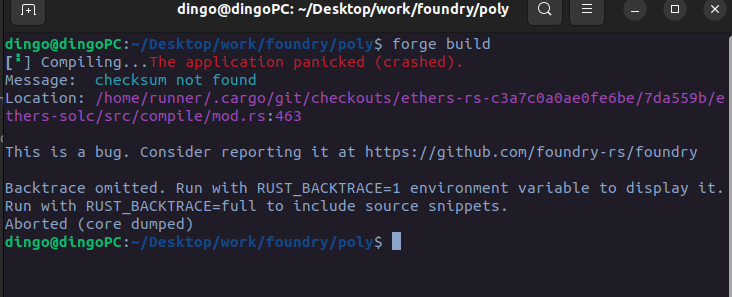 dingo@dingoPC: ~/Desktop/work/foundry/poly
dingo@dingoPC:~/Desktop/work/foundry/poly$ forge build
[⠃] Compiling...The application panicked (crashed).
Message:  checksum not found
Location: /home/runner/.cargo/git/checkouts/ethers-rs-c3a7c0a0ae0fe6be/7da559b/e
thers-solc/src/compile/mod.rs:463
This is a bug. Consider reporting it at https://github.com/foundry-rs/foundry
Backtrace omitted. Run with RUST_BACKTRACE=1 environment variable to display it.
Run with RUST_BACKTRACE=full to include source snippets.
Aborted (core dumped)
dingo@dingoPC:~/Desktop/work/foundry/poly$